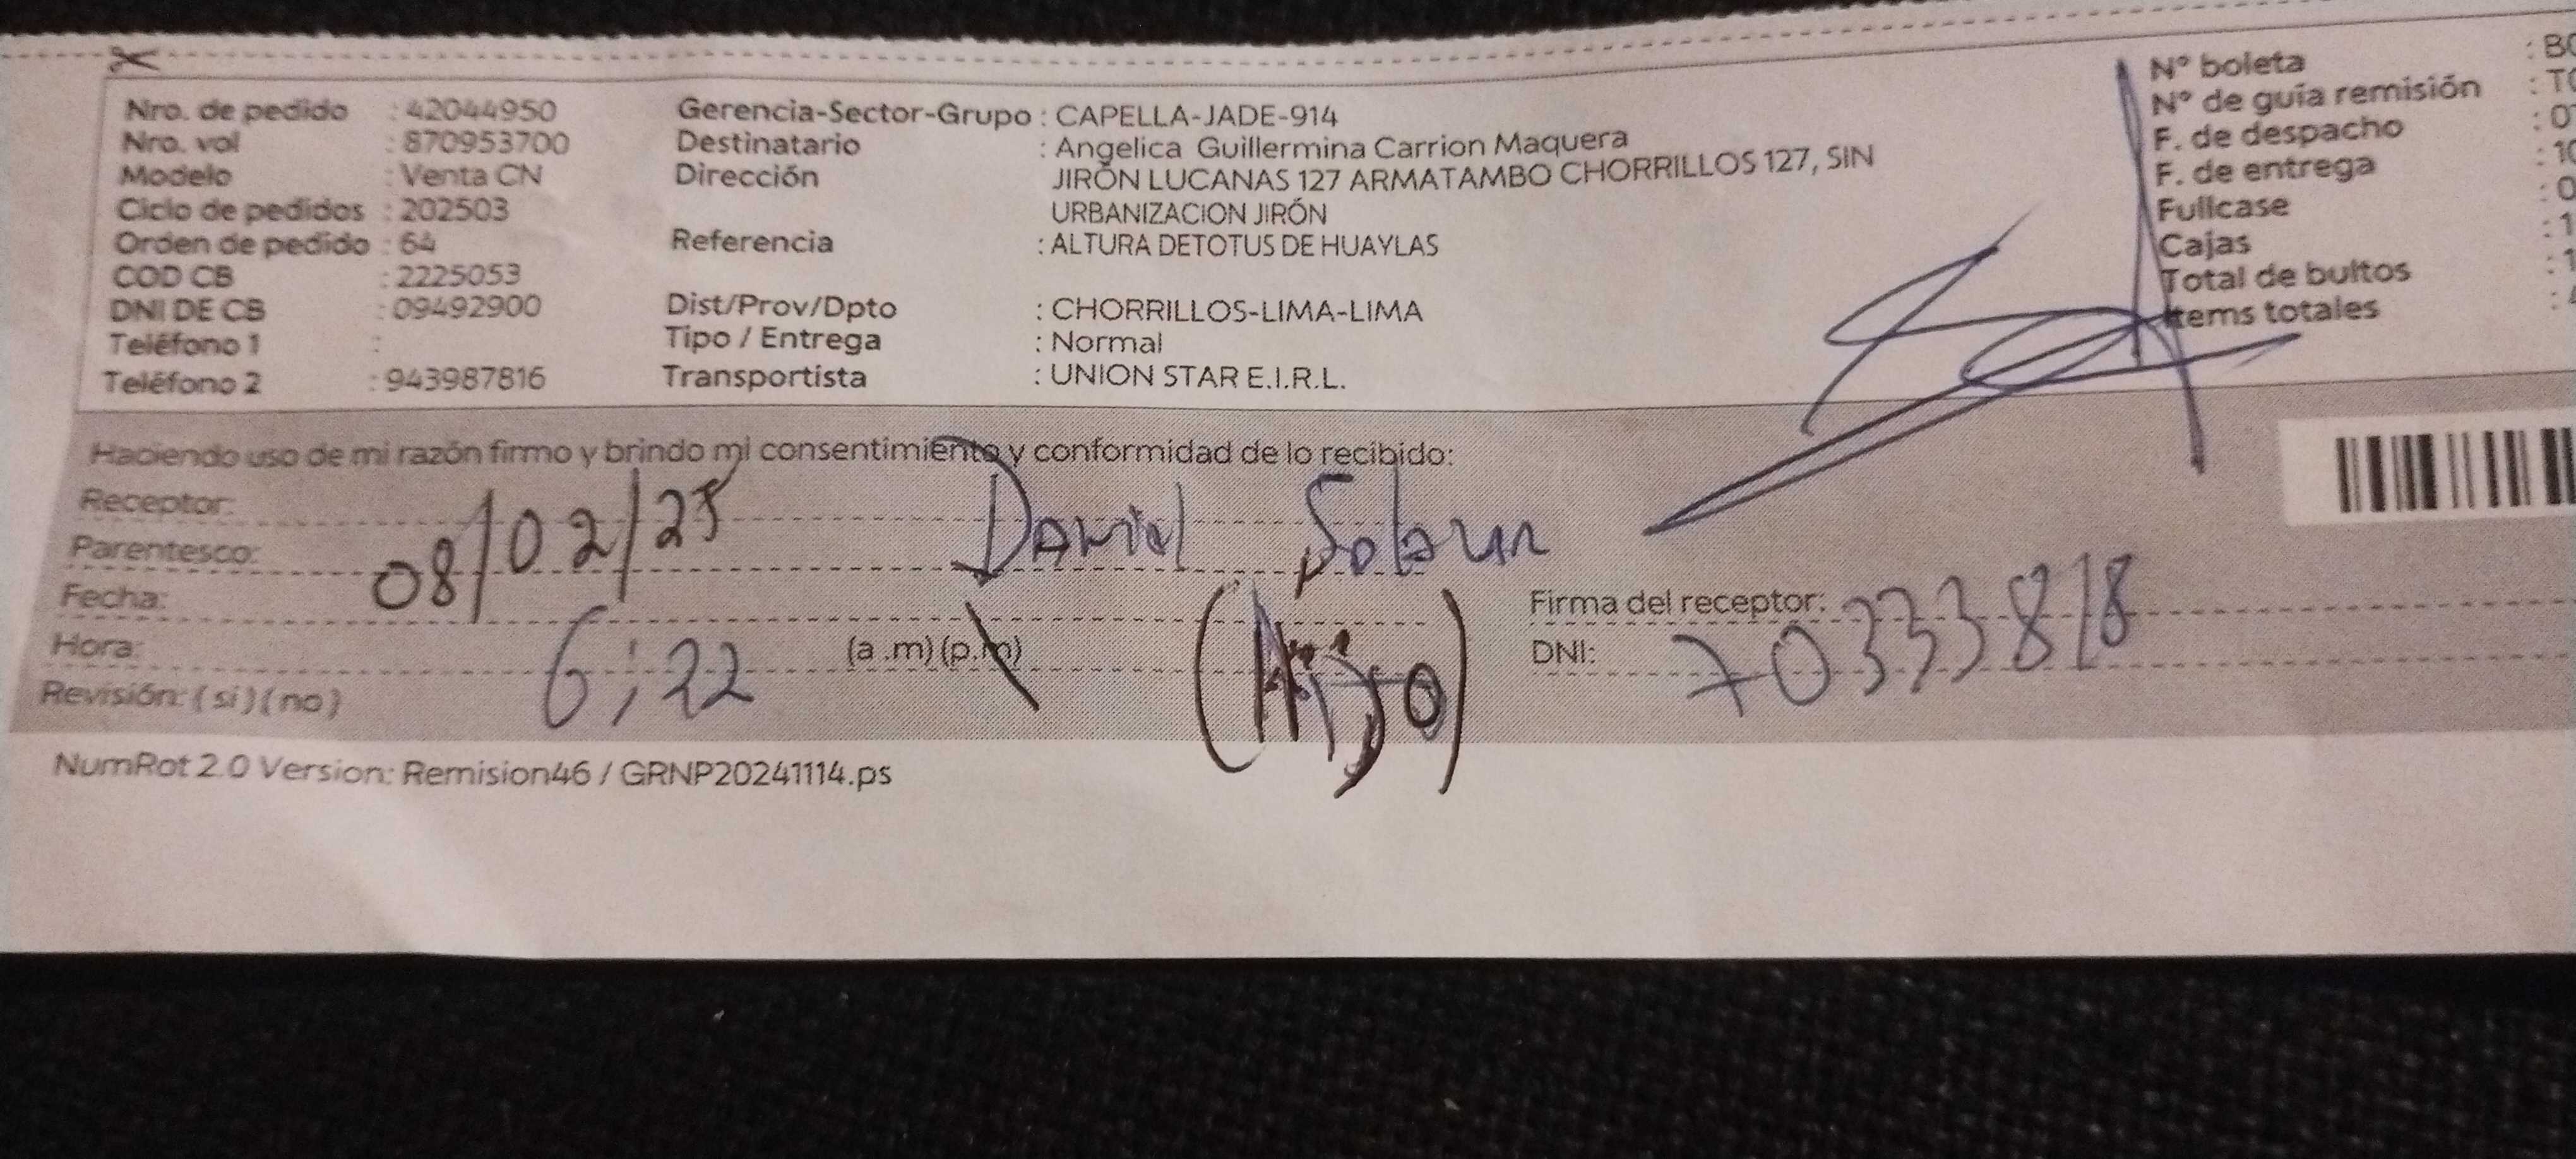 Nro. de pedido : 42044950
Nro. vol : 870953700
Modelo : Venta CN
Ciclo de pedidos : 202503
Orden de pedido : 64
COD CB : 2225053
DNI DE CB : 09492900
Teléfono 1 :
Teléfono 2 : 943987816
Gerencia-Sector-Grupo : CAPELLA-JADE-914
Destinatario : Angelica Guillermina Carrion Maquera
Dirección JIRÓN LUCANAS 127 ARMATAMBO CHORRILLOS 127, SIN
URBANIZACION JIRÓN
Referencia : ALTURA DETOTUS DE HUAYLAS
Dist/Prov/Dpto : CHORRILLOS-LIMA-LIMA
Tipo / Entrega : Normal
Transportista : UNION STAR E.I.R.L.
N° boleta
N° de guía remisión
F. de despacho
F. de entrega
Fullcase
Cajas
Total de bultos
Items totales
Haciendo uso de mi razón firmo y brindo mi consentimiento y conformidad de lo recibido:
Receptor: Daniel
Parentesco:
Fecha: 08/02/25
(Hijo)
Firma del receptor:
Hora: 6:22 (a .m) (p.m)
DNI: 70333818
Revisión: ( si ) ( no )
NumRot 2.0 Version: Remision46 / GRNP20241114.ps